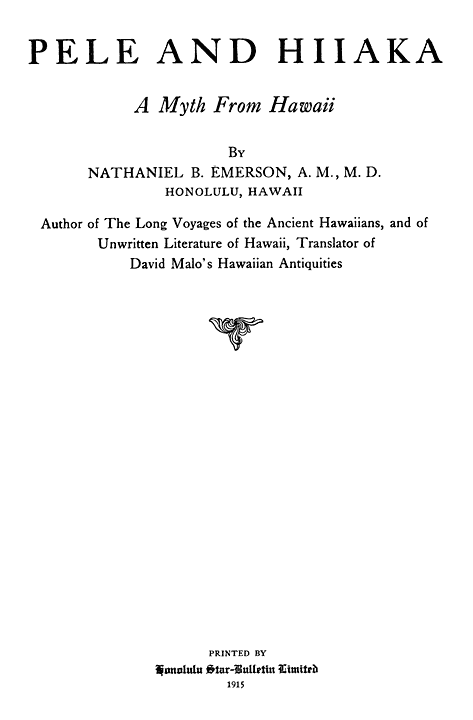 PELE AND HIIAKA
A Myth From Hawaii
BY
NATHANIEL B. EMERSON, A. M., M. D.
HONOLULU, HAWAII
Author of The Long Voyages of the Ancient Hawaiians, and of
Unwritten Literature of Hawaii, Translator of
David Malo's Hawaiian Antiquities
PRINTED BY
Honolulu Star-Bulletin Limited
1915